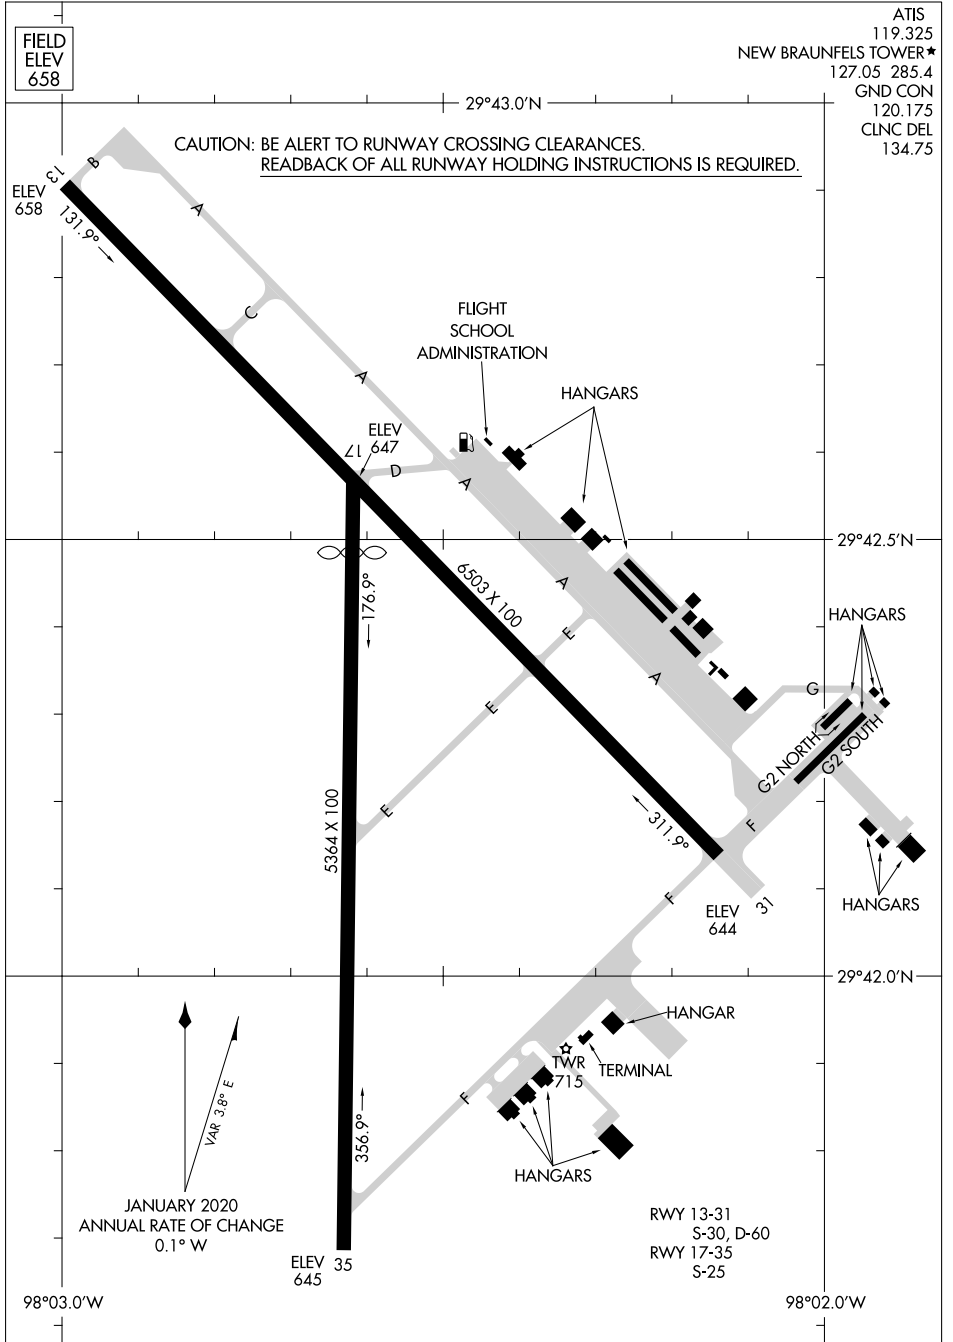 FIELD
ELEV
658
ATIS
119.325
NEW BRAUNFELS TOWER★
127.05 285.4
GND CON
120.175
CLNC DEL
134.75
29°43.0'N
CAUTION: BE ALERT TO RUNWAY CROSSING CLEARANCES.
READBACK OF ALL RUNWAY HOLDING INSTRUCTIONS IS REQUIRED.
B
13
ELEV
658
131.9°
A
C
FLIGHT
SCHOOL
ADMINISTRATION
A
HANGARS
ELEV
647
17
D
A
29°42.5'N
176.9°
6503 X 100
A
E
HANGARS
A
E
G
G2 NORTH
G2 SOUTH
5364 X 100
E
311.9°
F
F
31
ELEV
644
HANGARS
29°42.0'N
HANGAR
TWR
715
TERMINAL
F
VAR 3.8° E
356.9°
HANGARS
JANUARY 2020
ANNUAL RATE OF CHANGE
0.1° W
RWY 13-31
S-30, D-60
RWY 17-35
S-25
ELEV
645
35
98°03.0'W
98°02.0'W